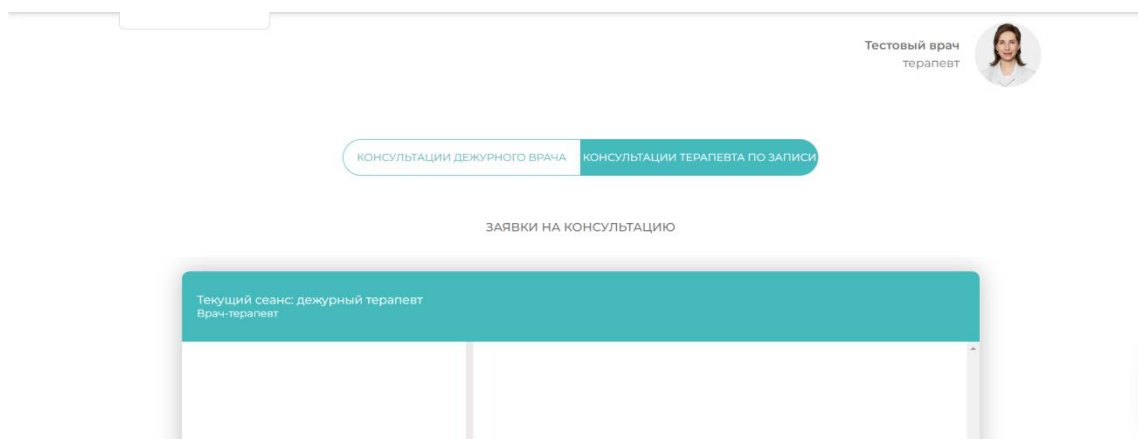 Тестовый врач
терапевт
КОНСУЛЬТАЦИИ ДЕЖУРНОГО ВРАЧА
КОНСУЛЬТАЦИИ ТЕРАПЕВТА ПО ЗАПИСИ
ЗАЯВКИ НА КОНСУЛЬТАЦИЮ
Текущий сеанс: дежурный терапевт
Врач-терапевт